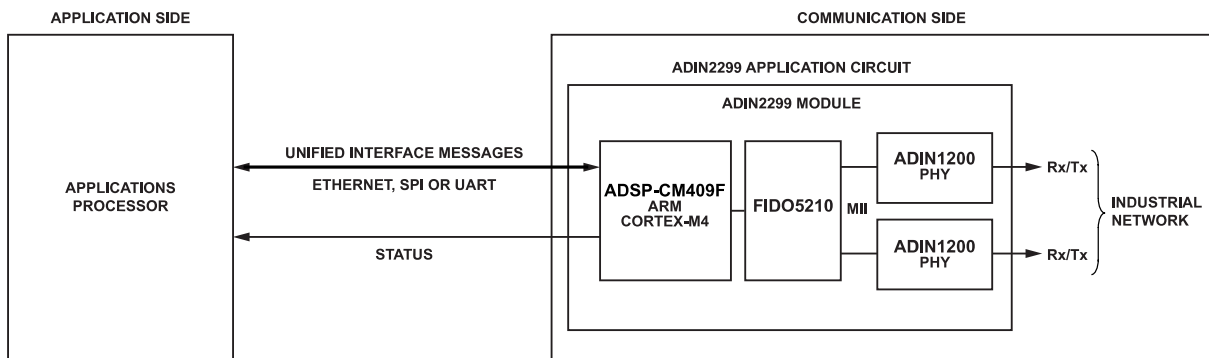 APPLICATION SIDE
COMMUNICATION SIDE
ADIN2299 APPLICATION CIRCUIT
ADIN2299 MODULE
UNIFIED INTERFACE MESSAGES
ETHERNET, SPI OR UART
STATUS
APPLICATIONS
PROCESSOR
ADSP-CM409F
ARM
CORTEX-M4
FIDO5210
MII
ADIN1200
PHY
Rx/Tx
ADIN1200
PHY
Rx/Tx
INDUSTRIAL
NETWORK